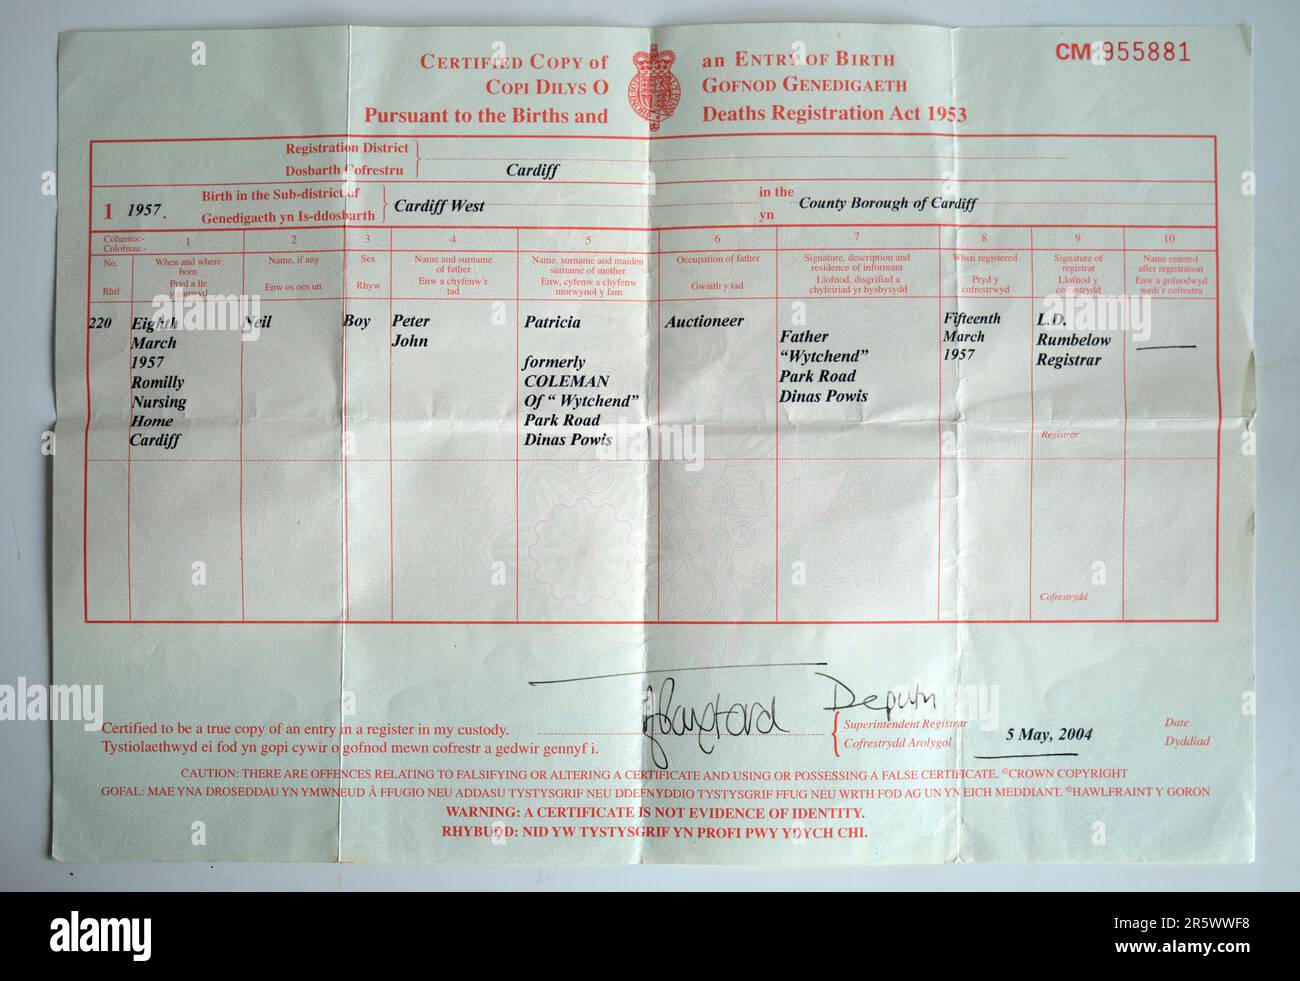 CERTIFIED COPY of an ENTRY OF BIRTH
COPI DILYS O GOFNOD GENEDIGAETH
Pursuant to the Births and Deaths Registration Act 1953
CM 955881
Registration District
Dosbarth Cofrestru
Cardiff
1 1957.
Birth in the Sub-district of
Genedigaeth yn Is-ddosbarth
Cardiff West
in the
yn
County Borough of Cardiff
Columns:- 1 2 3 4 5 6 7 8 9 10
Colofnau:-
No.
Rhif
When and where
born
Pryd a lle
y ganwyd
Name, if any
Enw os oes un
Sex
Rhyw
Name and surname
of father
Enw a chyfenw'r
tad
Name, surname and maiden
surname of mother
Enw, cyfenw a chyfenw
morwynol y fam
Occupation of father
Gwaith y tad
Signature, description and
residence of informant
Llofnod, disgrifiad a
chyfeiriad yr hysbysydd
When registered
Pryd y
cofrestrwyd
Signature of
registrar
Llofnod y
cofrestrydd
Name entered
after registration
Enw a gofnodwyd
wedi'r cofrestru
220
Eighth
March
1957
Romilly
Nursing
Home
Cardiff
Neil
Boy
Peter
John
Patricia
formerly
COLEMAN
Of " Wytchend"
Park Road
Dinas Powis
Auctioneer
Father
"Wytchend"
Park Road
Dinas Powis
Fifteenth
March
1957
L.D.
Rumbelow
Registrar
Registrar
Cofrestrydd
Deputy
Certified to be a true copy of an entry in a register in my custody.
Tystiolaethwyd ei fod yn gopi cywir o gofnod mewn cofrestr a gedwir gennyf i.
Superintendent Registrar
Cofrestrydd Arolygol
5 May, 2004
Date
Dyddiad
CAUTION: THERE ARE OFFENCES RELATING TO FALSIFYING OR ALTERING A CERTIFICATE AND USING OR POSSESSING A FALSE CERTIFICATE. ©CROWN COPYRIGHT
GOFAL: MAE YNA DROSEDDAU YN YMWNEUD Â FFUGIO NEU ADDASU TYSTYSGRIF NEU DDEFNYDDIO TYSTYSGRIF FFUG NEU WRTH FOD AG UN YN EICH MEDDIANT. ©HAWLFRAINT Y GORON
WARNING: A CERTIFICATE IS NOT EVIDENCE OF IDENTITY.
RHYBUDD: NID YW TYSTYSGRIF YN PROFI PWY YDYCH CHI.
alamy
Image ID: 2R5WWF8
www.alamy.com